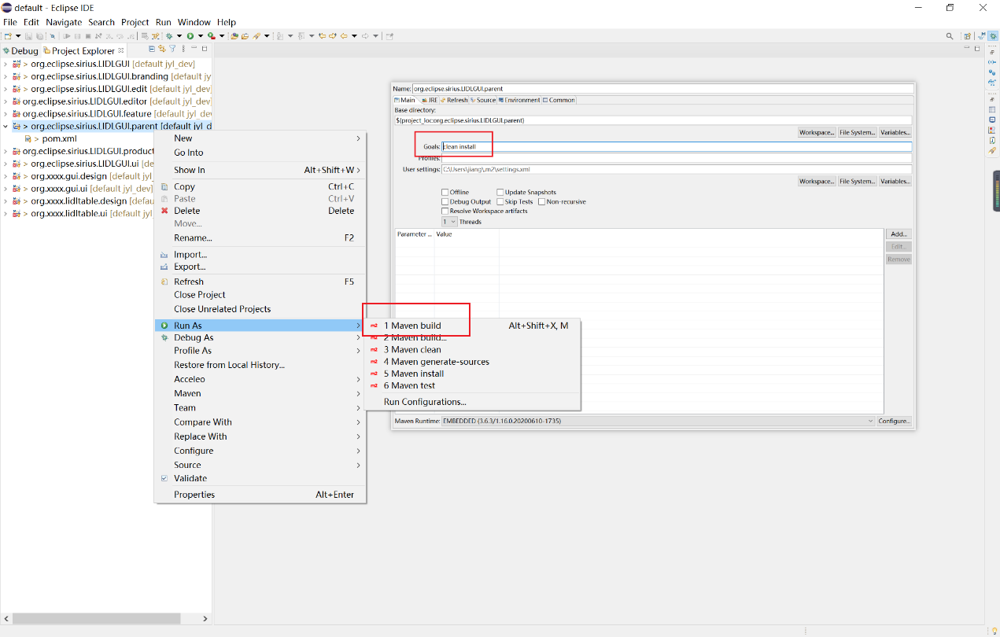 default - Eclipse IDE
File Edit Navigate Search Project Run Window Help
Debug Project Explorer
> org.eclipse.sirius.LIDLGUI [default jyl_dev]
> org.eclipse.sirius.LIDLGUI.branding [default jy
> org.eclipse.sirius.LIDLGUI.edit [default jyl_dev]
org.eclipse.sirius.LIDLGUI.editor [default jyl_dev
org.eclipse.sirius.LIDLGUI.feature [default jyl_dev
> org.eclipse.sirius.LIDLGUI.parent [default jyl_d
> pom.xml
org.eclipse.sirius.LIDLGUI.product
> org.eclipse.sirius.LIDLGUI.ui [de
> org.xxxx.gui.design [default jyl_
> org.xxxx.gui.ui [default jyl_dev]
> org.xxxx.lidltable.design [defau
> org.xxxx.lidltable.ui [default jyl
New
Go Into
Show In Alt+Shift+W
Copy Ctrl+C
Paste Ctrl+V
Delete Delete
Move...
Rename... F2
Import...
Export...
Refresh F5
Close Project
Close Unrelated Projects
Run As
Debug As
Profile As
Restore from Local History...
Acceleo
Maven
Team
Compare With
Replace With
Configure
Source
Validate
Properties Alt+Enter
1 Maven build Alt+Shift+X, M
2 Maven build...
3 Maven clean
4 Maven generate-sources
5 Maven install
6 Maven test
Run Configurations...
Name: org.eclipse.sirius.LIDLGUI.parent
Main JRE Refresh Source Environment Common
Base directory:
${project_loc:org.eclipse.sirius.LIDLGUI.parent}
Workspace... File System... Variables...
Goals: clean install
Profiles:
User settings: C:\Users\jiang\.m2\settings.xml
Workspace... File System... Variables...
Offline Update Snapshots
Debug Output Skip Tests Non-recursive
Resolve Workspace artifacts
1 Threads
Parameter ... Value
Add...
Edit...
Remove
Maven Runtime: EMBEDDED (3.6.3/1.16.0.20200610-1735) Configure...